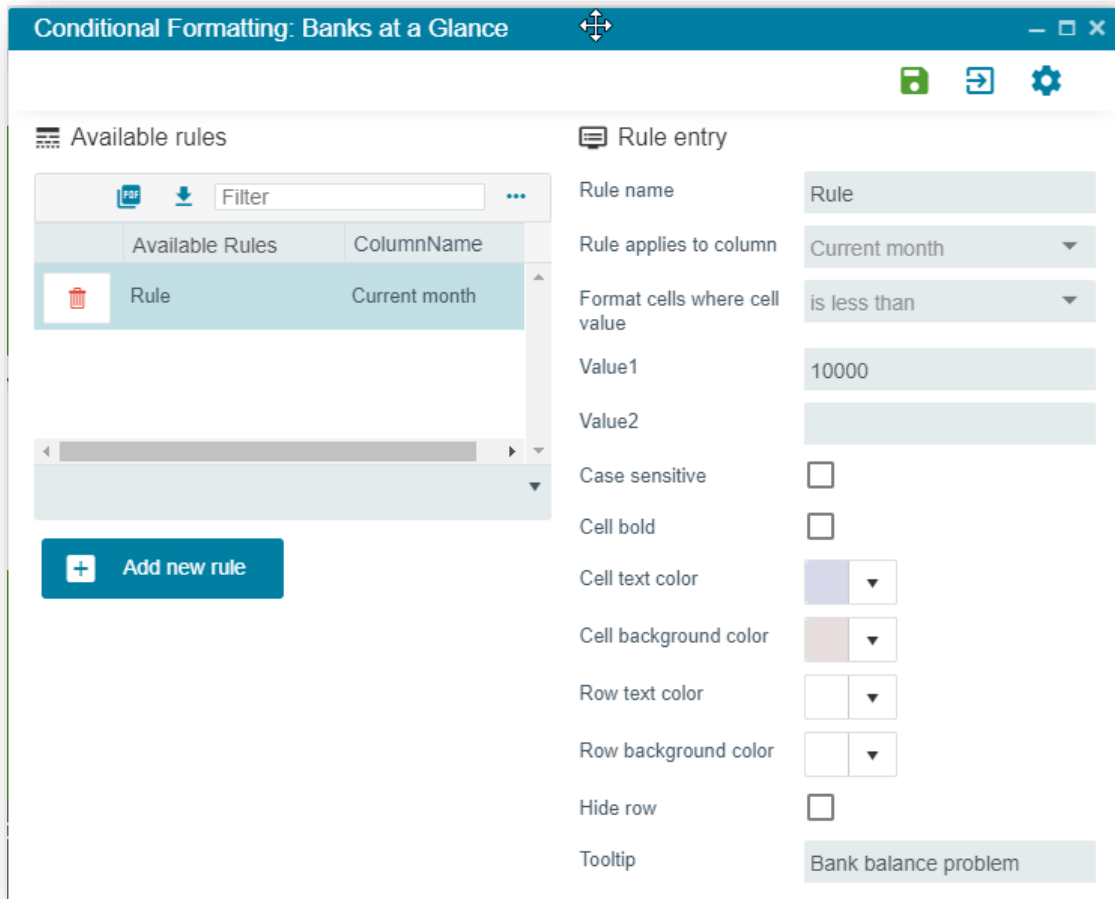 Conditional Formatting: Banks at a Glance
Available rules
PDF
Filter
Available Rules ColumnName
Rule Current month
Add new rule
Rule entry
Rule name Rule
Rule applies to column Current month
Format cells where cell
value
is less than
Value1 10000
Value2
Case sensitive
Cell bold
Cell text color
Cell background color
Row text color
Row background color
Hide row
Tooltip Bank balance problem